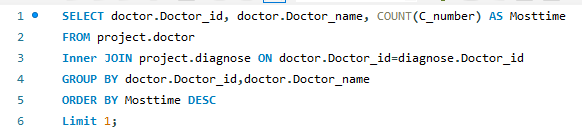 1 SELECT doctor.Doctor_id, doctor.Doctor_name, COUNT(C_number) AS Mosttime
2 FROM project.doctor
3 Inner JOIN project.diagnose ON doctor.Doctor_id=diagnose.Doctor_id
4 GROUP BY doctor.Doctor_id,doctor.Doctor_name
5 ORDER BY Mosttime DESC
6 Limit 1;